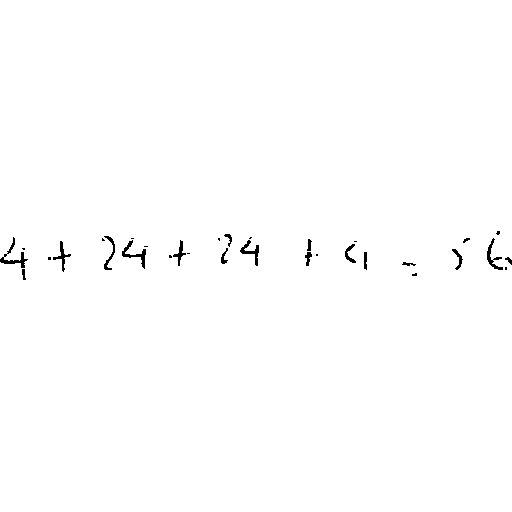 4 + 24 + 24 + 4 = 56